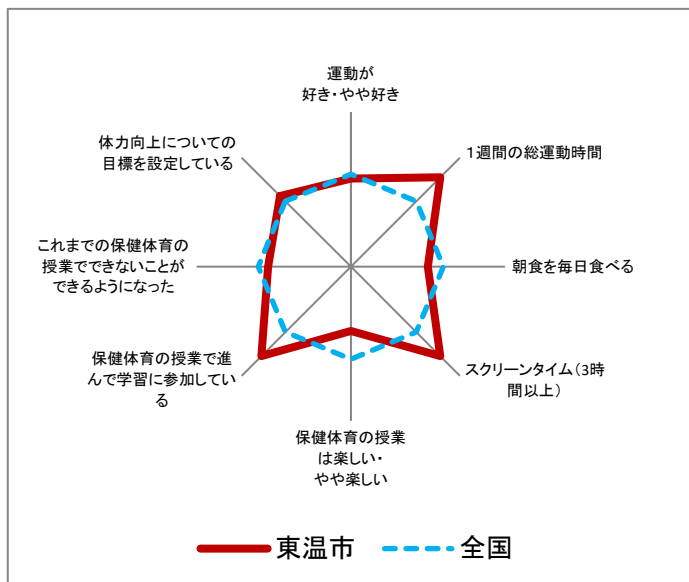 運動が
好き・やや好き
体力向上についての
目標を設定している
１週間の総運動時間
これまでの保健体育の
授業でできないことが
できるようになった
朝食を毎日食べる
保健体育の授業で進
んで学習に参加してい
る
スクリーンタイム（3時
間以上）
保健体育の授業
は楽しい・
やや楽しい
東温市
全国